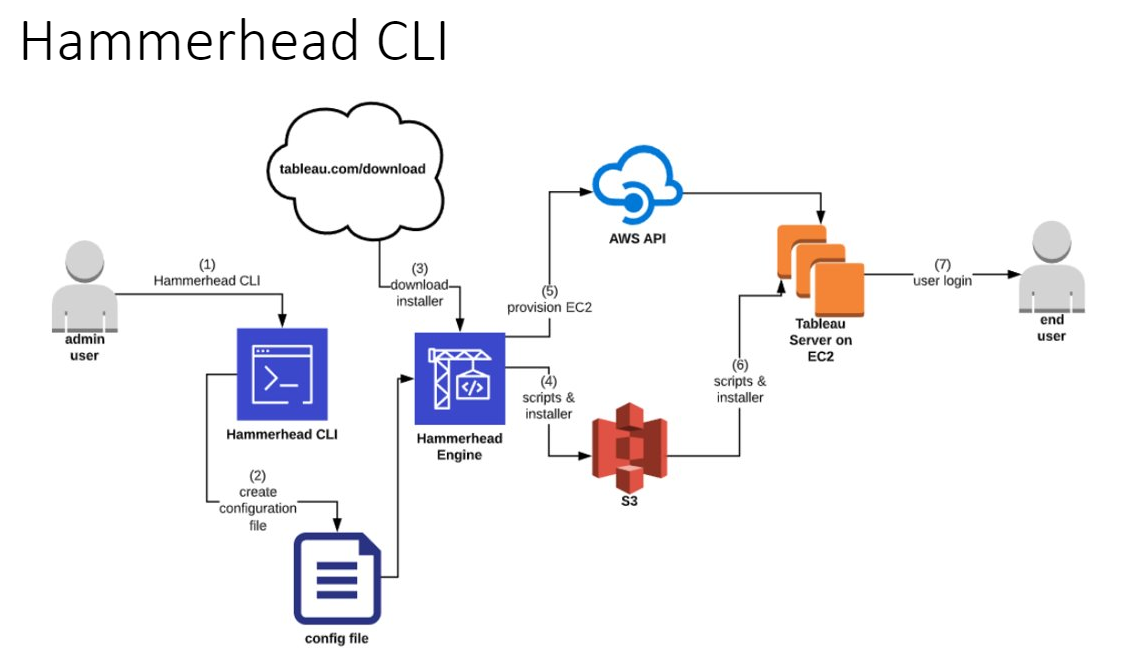 Hammerhead CLI
tableau.com/download
admin
user
(1)
Hammerhead CLI
Hammerhead CLI
(2)
create
configuration
file
config file
(3)
download
installer
Hammerhead
Engine
(4)
scripts &
installer
S3
(5)
provision EC2
AWS API
(6)
scripts &
installer
Tableau
Server on
EC2
(7)
user login
end
user